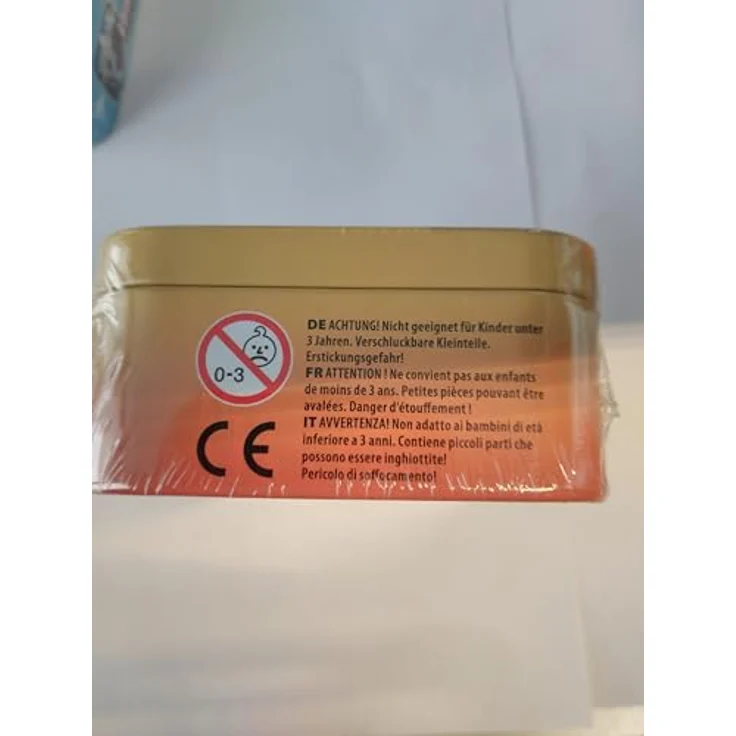 0-3
CE
DE ACHTUNG! Nicht geeignet für Kinder unter
3 Jahren. Verschluckbare Kleinteile.
Erstickungsgefahr!
FR ATTENTION ! Ne convient pas aux enfants
de moins de 3 ans. Petites pièces pouvant être
avalées. Danger d'étouffement !
IT AVVERTENZA! Non adatto ai bambini di età
inferiore a 3 anni. Contiene piccoli parti che
possono essere inghiottite!
Pericolo di soffocamento!